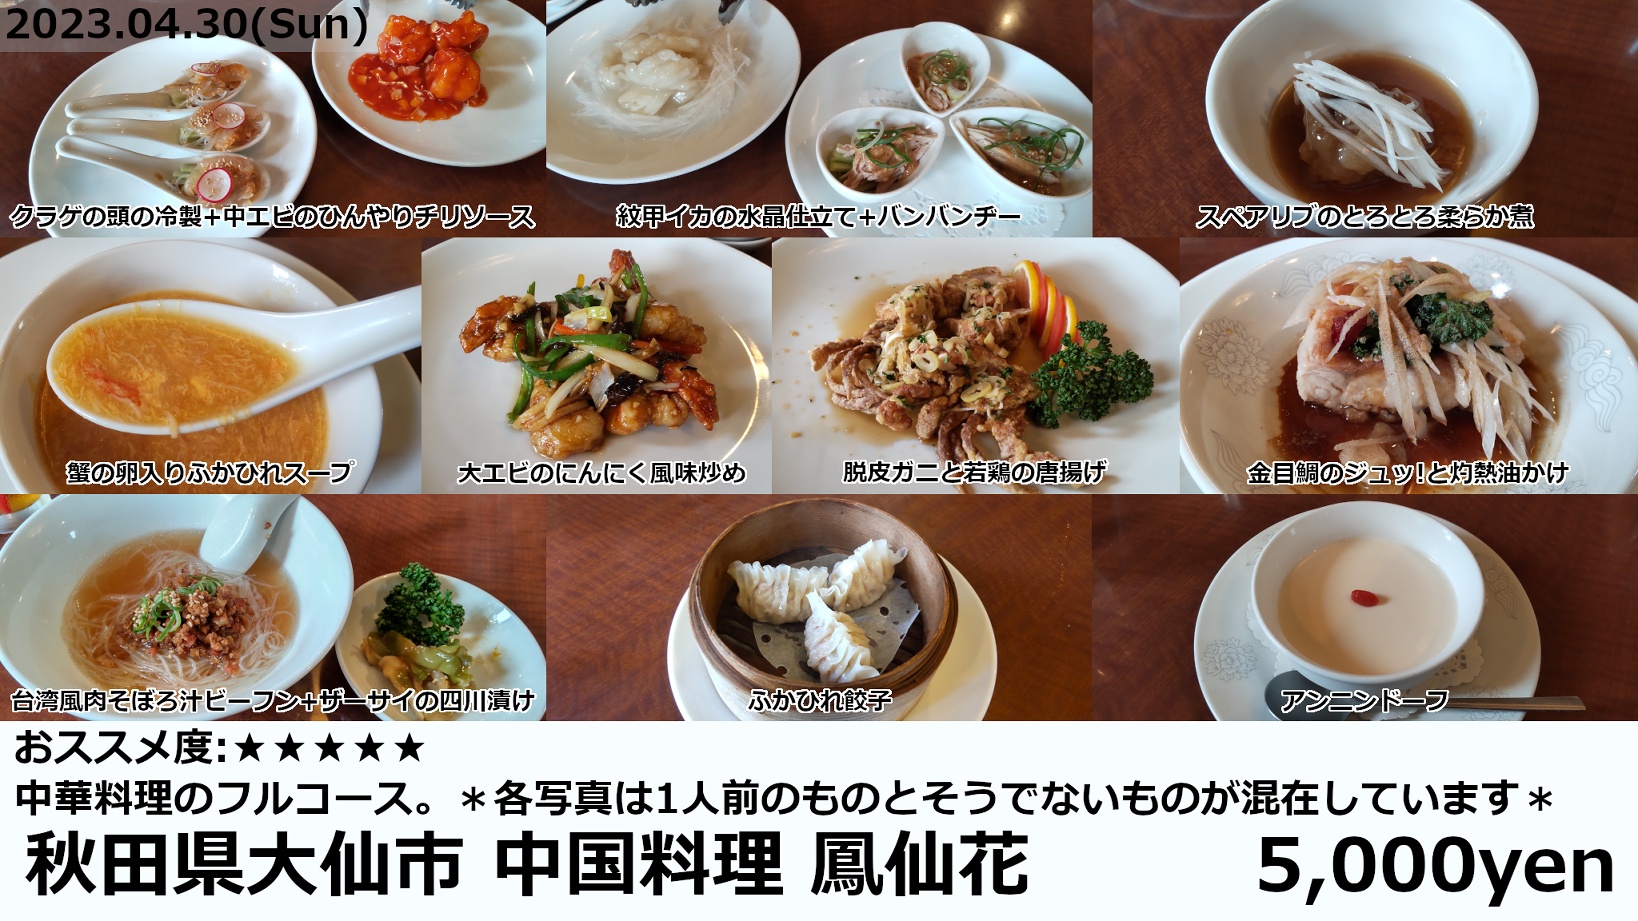 2023.04.30(Sun)
クラゲの頭の冷製+中エビのひんやりチリソース
紋甲イカの水晶仕立て+バンバンヂー
スペアリブのとろとろ柔らか煮
蟹の卵入りふかひれスープ
大エビのにんにく風味炒め
脱皮ガニと若鶏の唐揚げ
金目鯛のジュッ!と灼熱油かけ
台湾風肉そぼろ汁ビーフン+ザーサイの四川漬け
ふかひれ餃子
アンニンドーフ
おススメ度:★★★★★
中華料理のフルコース。＊各写真は1人前のものとそうでないものが混在しています＊
秋田県大仙市 中国料理 鳳仙花 5,000yen